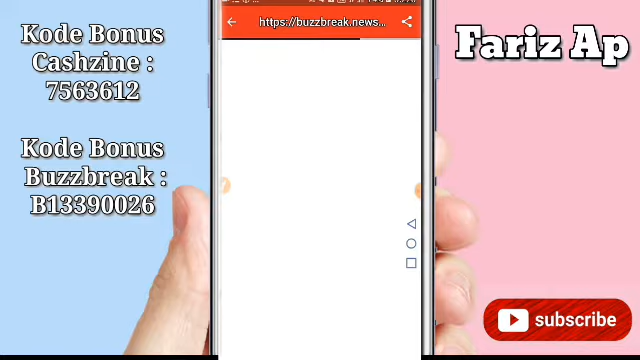 Kode Bonus
Cashzine :
7563612
Kode Bonus
Buzzbreak :
B13390026
https://buzzbreak.news...
Fariz Ap
subscribe